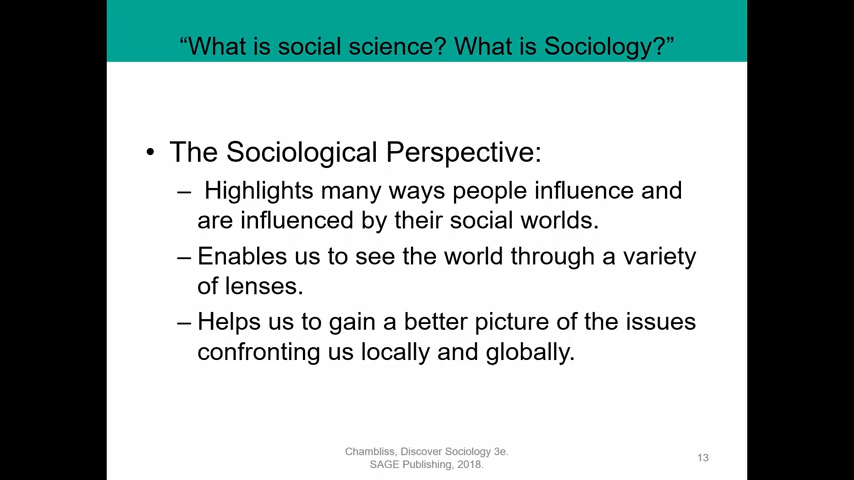 “What is social science? What is Sociology?”
• The Sociological Perspective:
– Highlights many ways people influence and
are influenced by their social worlds.
– Enables us to see the world through a variety
of lenses.
– Helps us to gain a better picture of the issues
confronting us locally and globally.
Chambliss, Discover Sociology 3e.
SAGE Publishing, 2018.
13